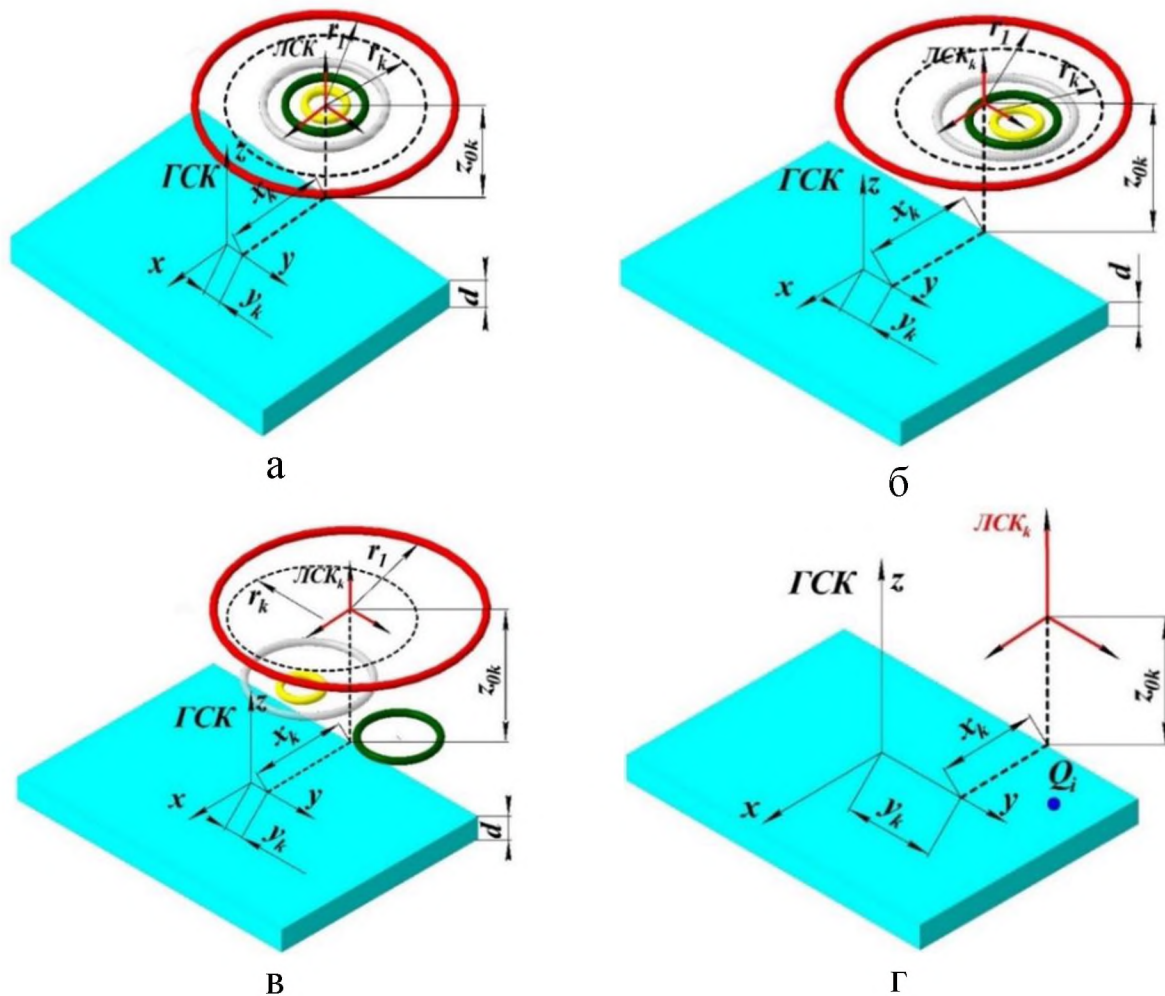 r₁
ЛСК
rₖ
z₀ₖ
z
ГСК
xₖ
x
y
yₖ
d
а
r₁
ЛСКₖ
rₖ
z₀ₖ
z
ГСК
xₖ
x
y
yₖ
d
б
r₁
ЛСКₖ
rₖ
z₀ₖ
z
ГСК
xₖ
x
y
yₖ
d
в
ЛСКₖ
ГСК
z
z₀ₖ
xₖ
Qᵢ
x
y
yₖ
г